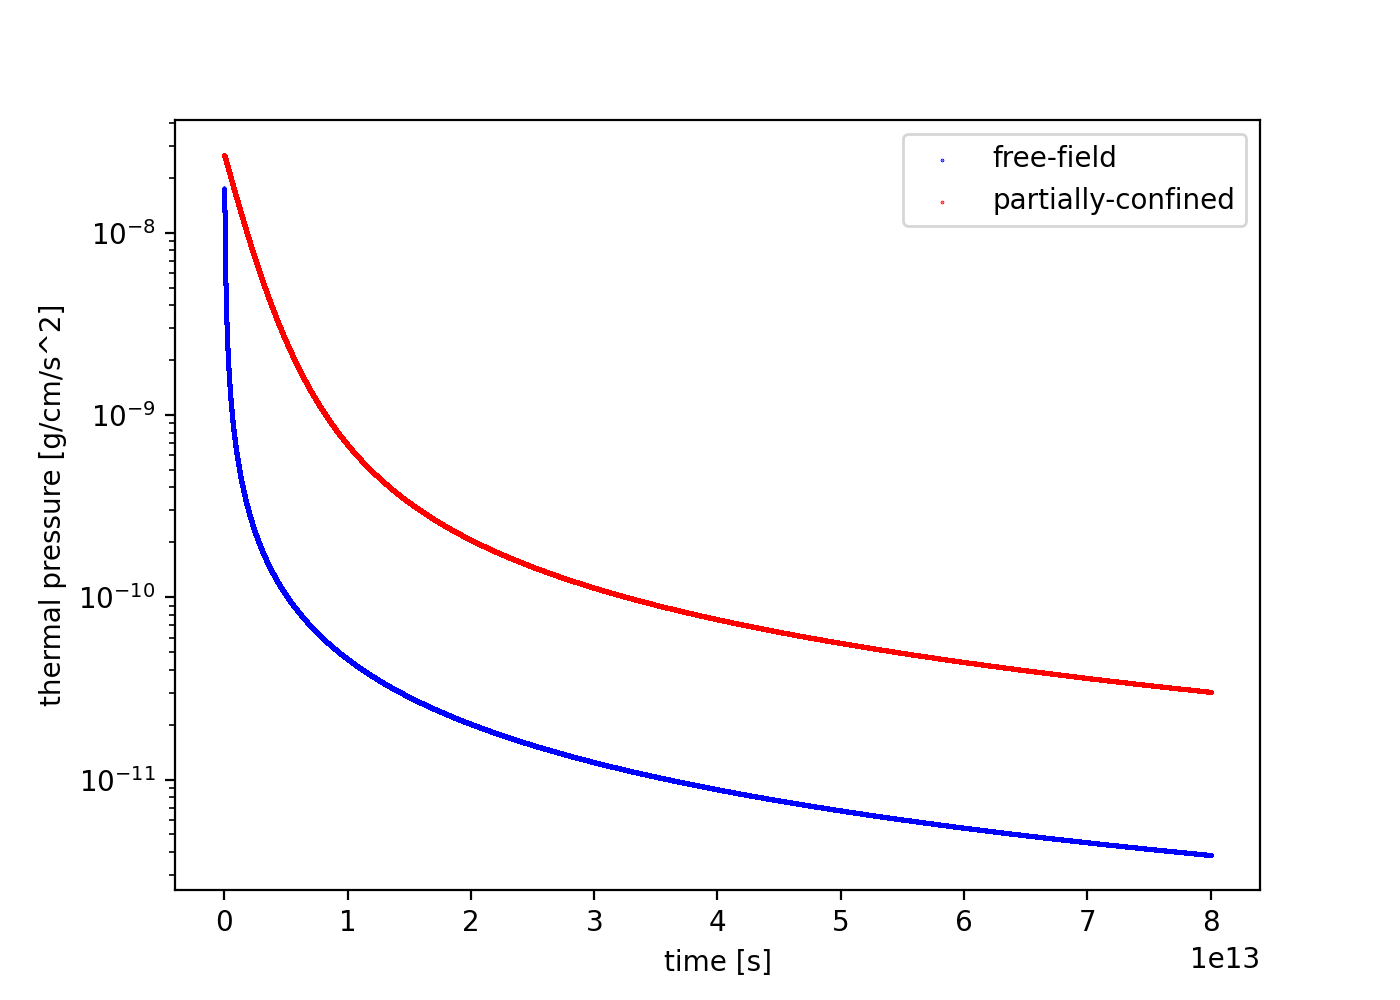 free-field
partially-confined
10⁻⁸
10⁻⁹
10⁻¹⁰
10⁻¹¹
thermal pressure [g/cm/s^2]
0 1 2 3 4 5 6 7 8
1e13
time [s]